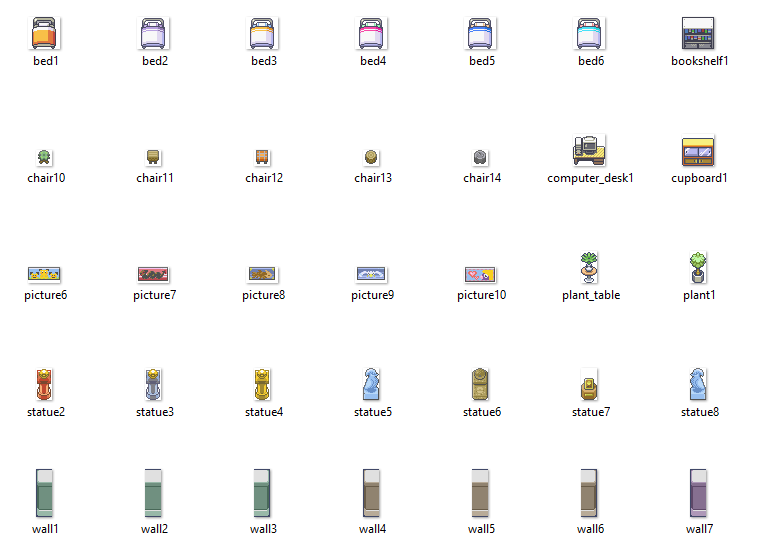 bed1 bed2 bed3 bed4 bed5 bed6 bookshelf1
chair10 chair11 chair12 chair13 chair14 computer_desk1 cupboard1
picture6 picture7 picture8 picture9 picture10 plant_table plant1
statue2 statue3 statue4 statue5 statue6 statue7 statue8
wall1 wall2 wall3 wall4 wall5 wall6 wall7